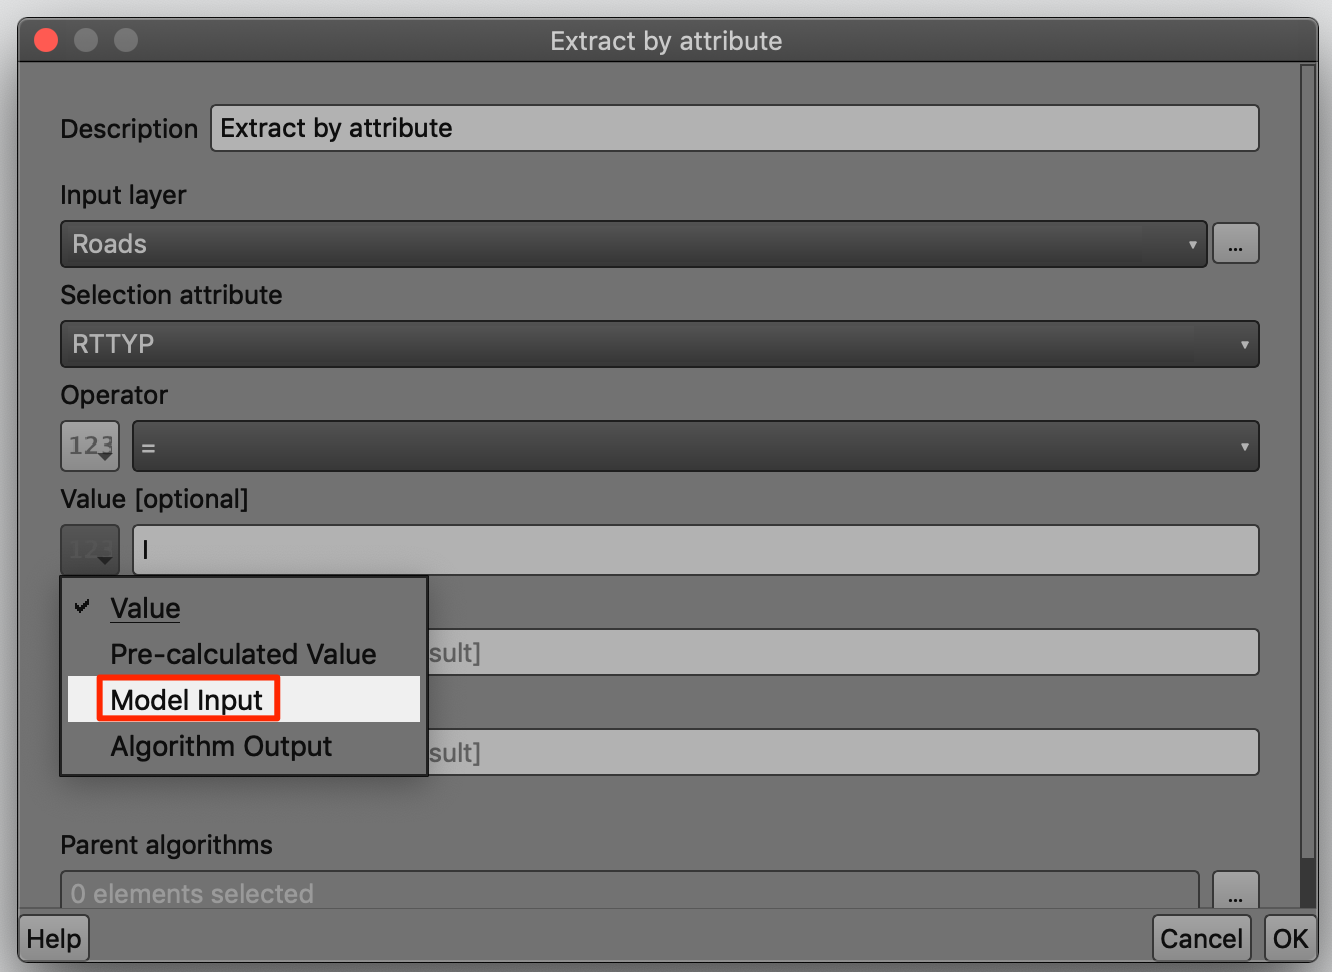 Extract by attribute
Description Extract by attribute
Input layer
Roads ...
Selection attribute
RTTYP
Operator
123 =
Value [optional]
123 I
Value
Pre-calculated Value
sult]
Model Input
Algorithm Output
sult]
Parent algorithms
0 elements selected ...
Help Cancel OK